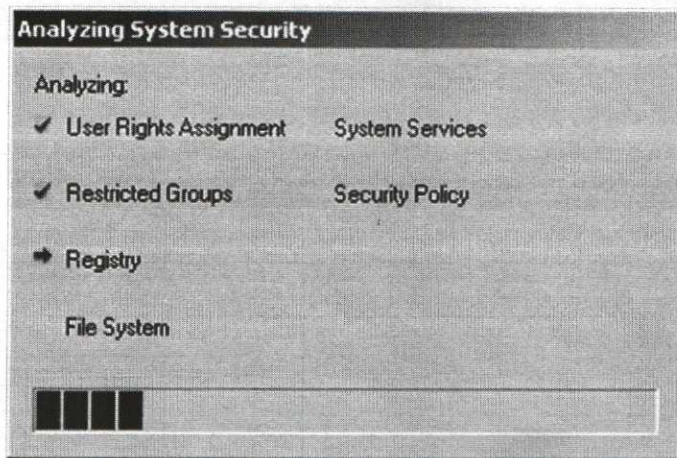 Analyzing System Security
Analyzing:
User Rights Assignment
System Services
Restricted Groups
Security Policy
Registry
File System